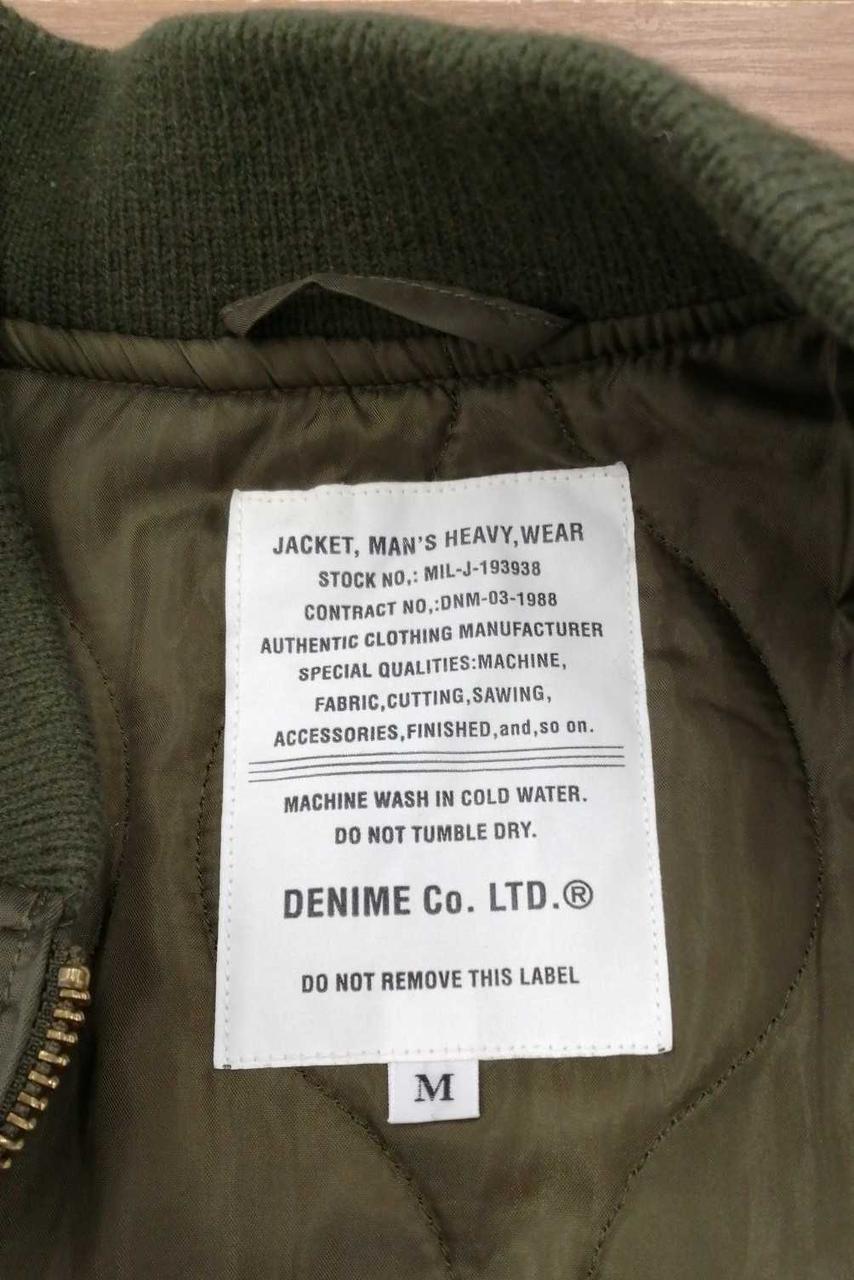 JACKET, MAN'S HEAVY,WEAR
STOCK NO,: MIL-J-193938
CONTRACT NO,:DNM-03-1988
AUTHENTIC CLOTHING MANUFACTURER
SPECIAL QUALITIES:MACHINE,
FABRIC,CUTTING,SAWING,
ACCESSORIES,FINISHED,and,so on.
MACHINE WASH IN COLD WATER.
DO NOT TUMBLE DRY.
DENIME Co. LTD.®
DO NOT REMOVE THIS LABEL
M